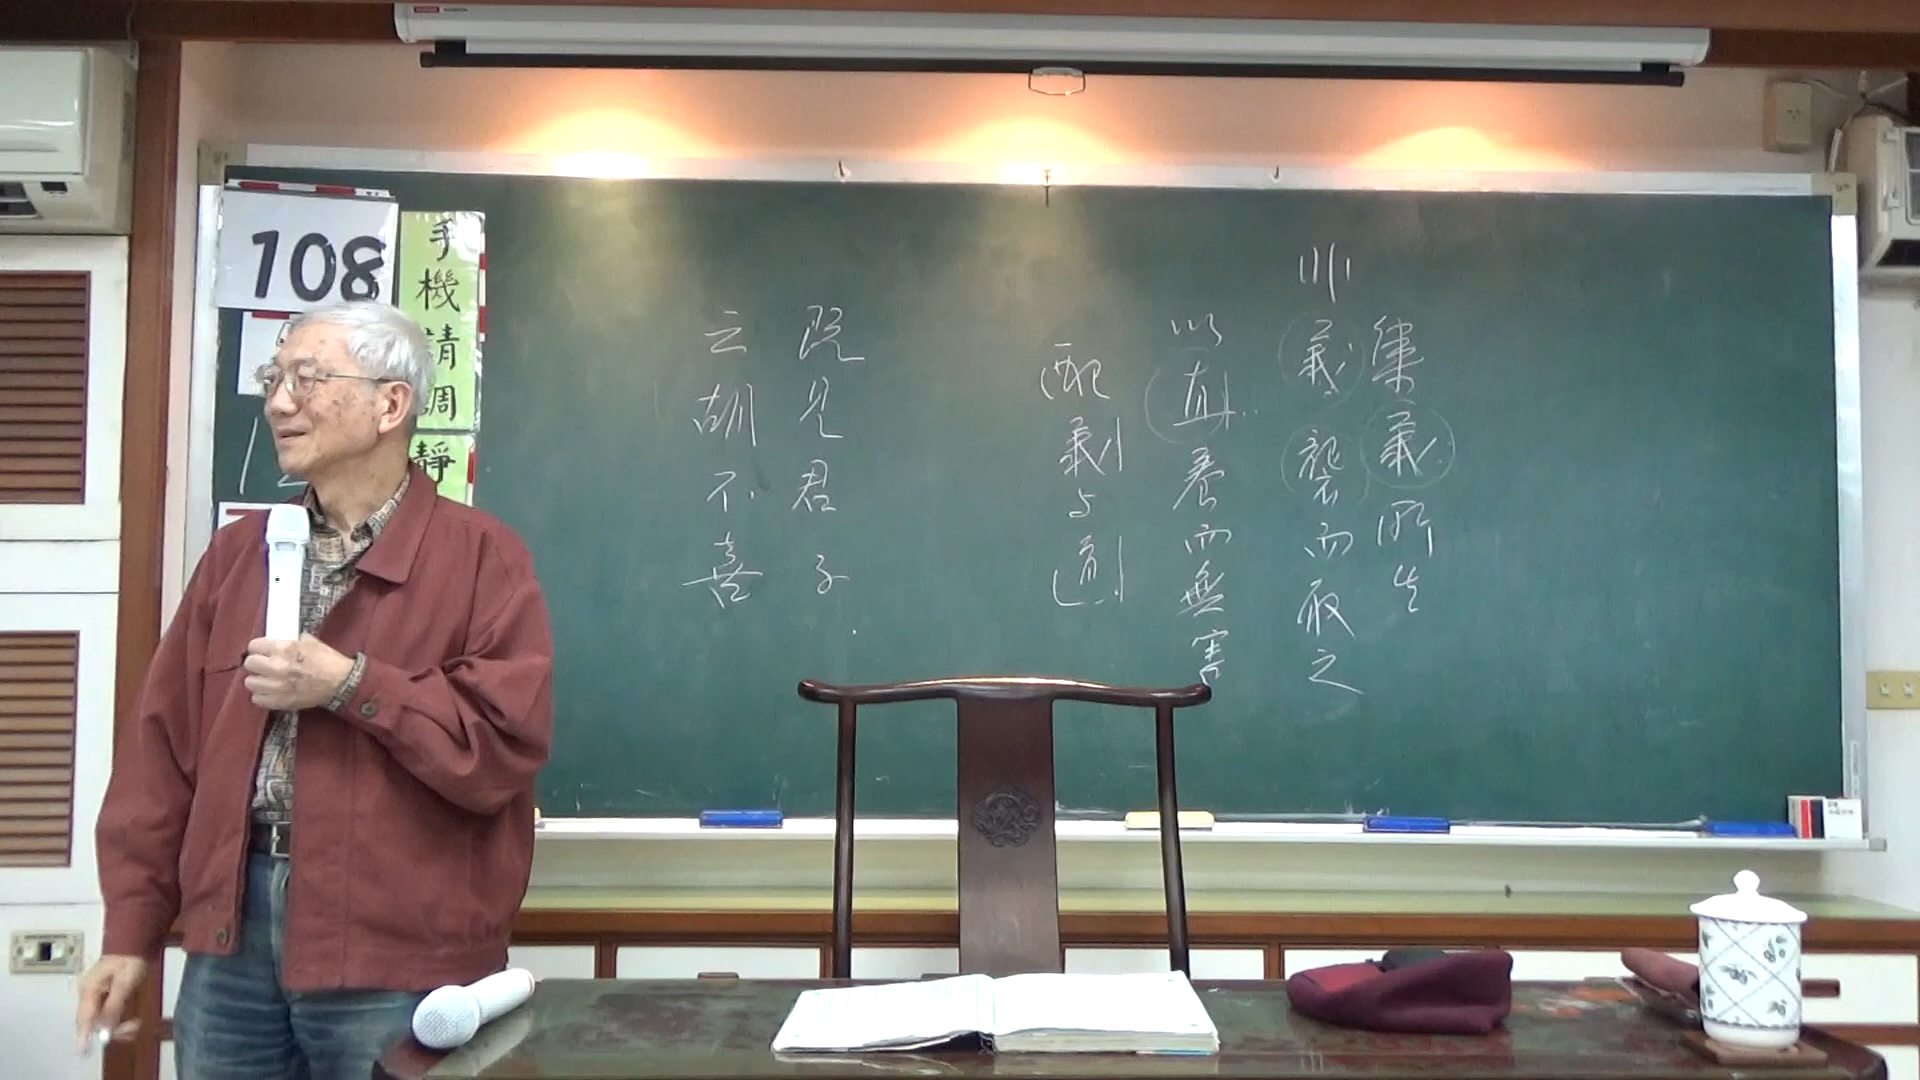 集義所生
非義襲而取之
以直養而無害
配義與道
既見君子
云胡不喜
108
手機請調靜